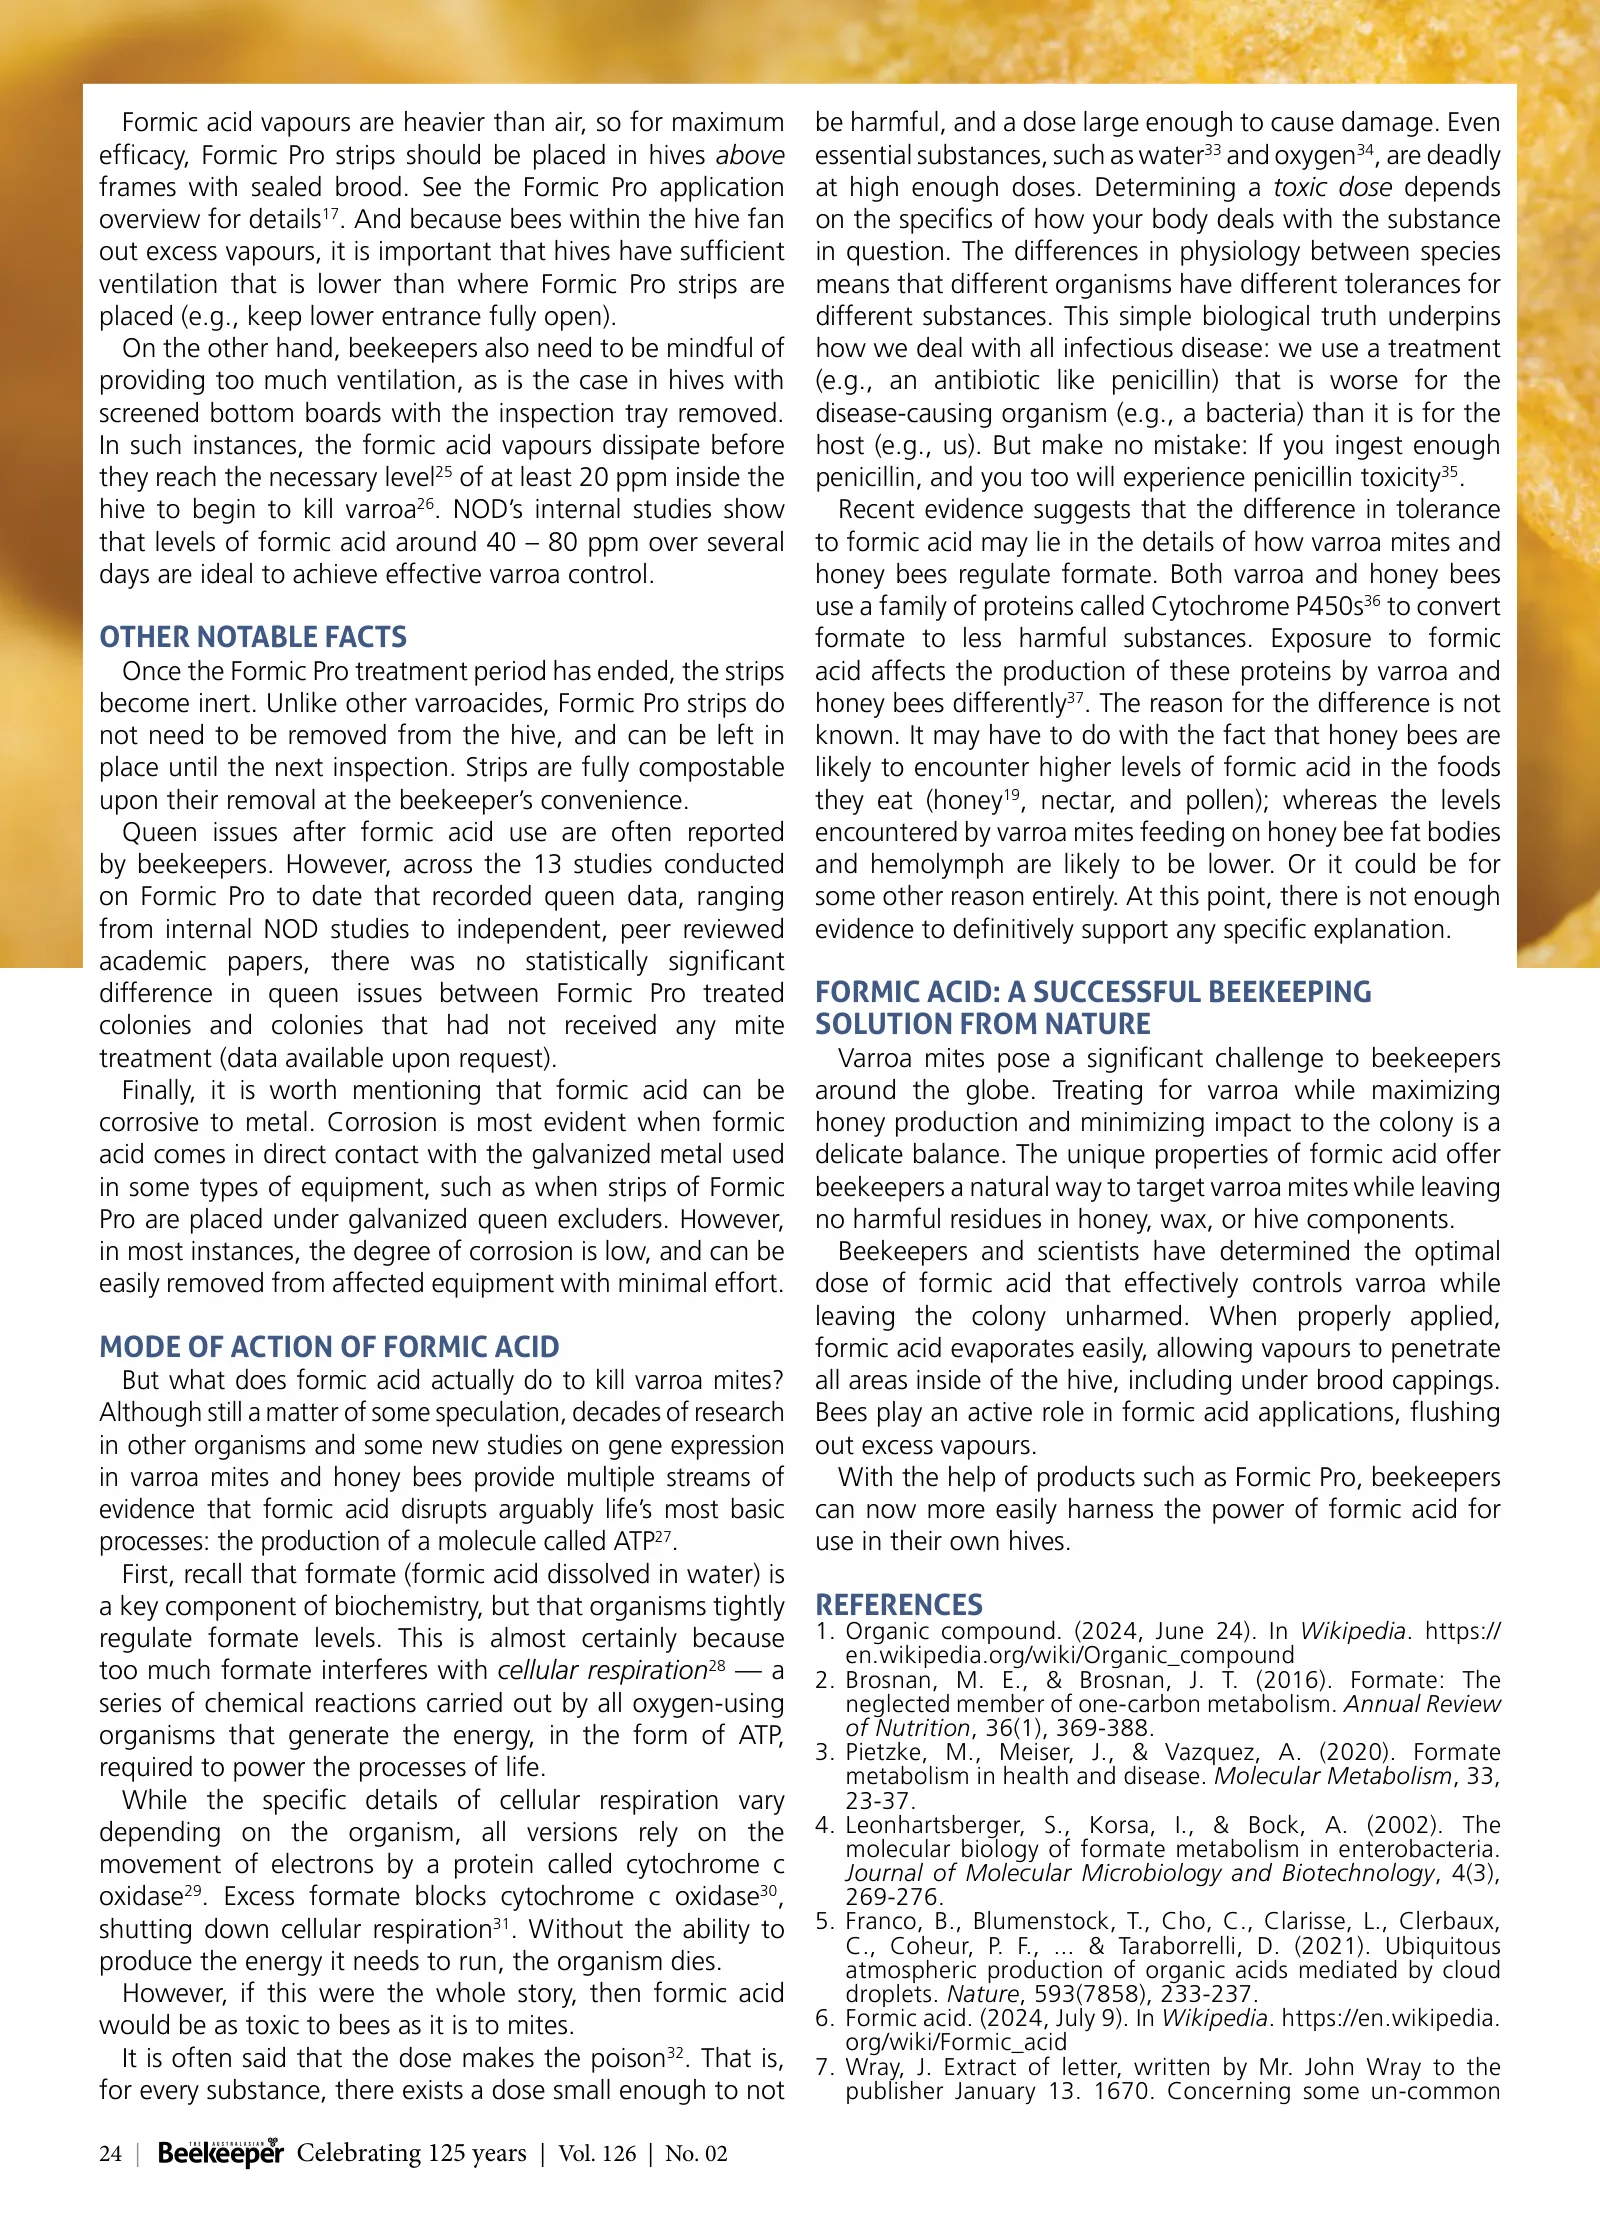 Formic acid vapours are heavier than air, so for maximum
efficacy, Formic Pro strips should be placed in hives above
frames with sealed brood. See the Formic Pro application
overview for details¹⁷. And because bees within the hive fan
out excess vapours, it is important that hives have sufficient
ventilation that is lower than where Formic Pro strips are
placed (e.g., keep lower entrance fully open).
On the other hand, beekeepers also need to be mindful of
providing too much ventilation, as is the case in hives with
screened bottom boards with the inspection tray removed.
In such instances, the formic acid vapours dissipate before
they reach the necessary level²⁵ of at least 20 ppm inside the
hive to begin to kill varroa²⁶. NOD’s internal studies show
that levels of formic acid around 40 – 80 ppm over several
days are ideal to achieve effective varroa control.
OTHER NOTABLE FACTS
Once the Formic Pro treatment period has ended, the strips
become inert. Unlike other varroacides, Formic Pro strips do
not need to be removed from the hive, and can be left in
place until the next inspection. Strips are fully compostable
upon their removal at the beekeeper’s convenience.
Queen issues after formic acid use are often reported
by beekeepers. However, across the 13 studies conducted
on Formic Pro to date that recorded queen data, ranging
from internal NOD studies to independent, peer reviewed
academic papers, there was no statistically significant
difference in queen issues between Formic Pro treated
colonies and colonies that had not received any mite
treatment (data available upon request).
Finally, it is worth mentioning that formic acid can be
corrosive to metal. Corrosion is most evident when formic
acid comes in direct contact with the galvanized metal used
in some types of equipment, such as when strips of Formic
Pro are placed under galvanized queen excluders. However,
in most instances, the degree of corrosion is low, and can be
easily removed from affected equipment with minimal effort.
MODE OF ACTION OF FORMIC ACID
But what does formic acid actually do to kill varroa mites?
Although still a matter of some speculation, decades of research
in other organisms and some new studies on gene expression
in varroa mites and honey bees provide multiple streams of
evidence that formic acid disrupts arguably life’s most basic
processes: the production of a molecule called ATP²⁷.
First, recall that formate (formic acid dissolved in water) is
a key component of biochemistry, but that organisms tightly
regulate formate levels. This is almost certainly because
too much formate interferes with cellular respiration²⁸ — a
series of chemical reactions carried out by all oxygen-using
organisms that generate the energy, in the form of ATP,
required to power the processes of life.
While the specific details of cellular respiration vary
depending on the organism, all versions rely on the
movement of electrons by a protein called cytochrome c
oxidase²⁹. Excess formate blocks cytochrome c oxidase³⁰,
shutting down cellular respiration³¹. Without the ability to
produce the energy it needs to run, the organism dies.
However, if this were the whole story, then formic acid
would be as toxic to bees as it is to mites.
It is often said that the dose makes the poison³². That is,
for every substance, there exists a dose small enough to not
be harmful, and a dose large enough to cause damage. Even
essential substances, such as water³³ and oxygen³⁴, are deadly
at high enough doses. Determining a toxic dose depends
on the specifics of how your body deals with the substance
in question. The differences in physiology between species
means that different organisms have different tolerances for
different substances. This simple biological truth underpins
how we deal with all infectious disease: we use a treatment
(e.g., an antibiotic like penicillin) that is worse for the
disease-causing organism (e.g., a bacteria) than it is for the
host (e.g., us). But make no mistake: If you ingest enough
penicillin, and you too will experience penicillin toxicity³⁵.
Recent evidence suggests that the difference in tolerance
to formic acid may lie in the details of how varroa mites and
honey bees regulate formate. Both varroa and honey bees
use a family of proteins called Cytochrome P450s³⁶ to convert
formate to less harmful substances. Exposure to formic
acid affects the production of these proteins by varroa and
honey bees differently³⁷. The reason for the difference is not
known. It may have to do with the fact that honey bees are
likely to encounter higher levels of formic acid in the foods
they eat (honey¹⁹, nectar, and pollen); whereas the levels
encountered by varroa mites feeding on honey bee fat bodies
and hemolymph are likely to be lower. Or it could be for
some other reason entirely. At this point, there is not enough
evidence to definitively support any specific explanation.
FORMIC ACID: A SUCCESSFUL BEEKEEPING
SOLUTION FROM NATURE
Varroa mites pose a significant challenge to beekeepers
around the globe. Treating for varroa while maximizing
honey production and minimizing impact to the colony is a
delicate balance. The unique properties of formic acid offer
beekeepers a natural way to target varroa mites while leaving
no harmful residues in honey, wax, or hive components.
Beekeepers and scientists have determined the optimal
dose of formic acid that effectively controls varroa while
leaving the colony unharmed. When properly applied,
formic acid evaporates easily, allowing vapours to penetrate
all areas inside of the hive, including under brood cappings.
Bees play an active role in formic acid applications, flushing
out excess vapours.
With the help of products such as Formic Pro, beekeepers
can now more easily harness the power of formic acid for
use in their own hives.
REFERENCES
1. Organic compound. (2024, June 24). In Wikipedia. https://
en.wikipedia.org/wiki/Organic_compound
2. Brosnan, M. E., & Brosnan, J. T. (2016). Formate: The
neglected member of one-carbon metabolism. Annual Review
of Nutrition, 36(1), 369-388.
3. Pietzke, M., Meiser, J., & Vazquez, A. (2020). Formate
metabolism in health and disease. Molecular Metabolism, 33,
23-37.
4. Leonhartsberger, S., Korsa, I., & Bock, A. (2002). The
molecular biology of formate metabolism in enterobacteria.
Journal of Molecular Microbiology and Biotechnology, 4(3),
269-276.
5. Franco, B., Blumenstock, T., Cho, C., Clarisse, L., Clerbaux,
C., Coheur, P. F., ... & Taraborrelli, D. (2021). Ubiquitous
atmospheric production of organic acids mediated by cloud
droplets. Nature, 593(7858), 233-237.
6. Formic acid. (2024, July 9). In Wikipedia. https://en.wikipedia.
org/wiki/Formic_acid
7. Wray, J. Extract of letter, written by Mr. John Wray to the
publisher January 13. 1670. Concerning some un-common
24 | THE AUSTRALASIAN Beekeeper Celebrating 125 years | Vol. 126 | No. 02